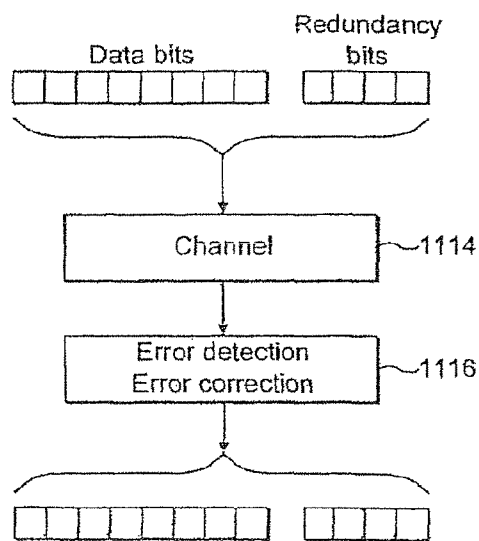 Data bits
Redundancy
bits
Channel
1114
Error detection
Error correction
1116